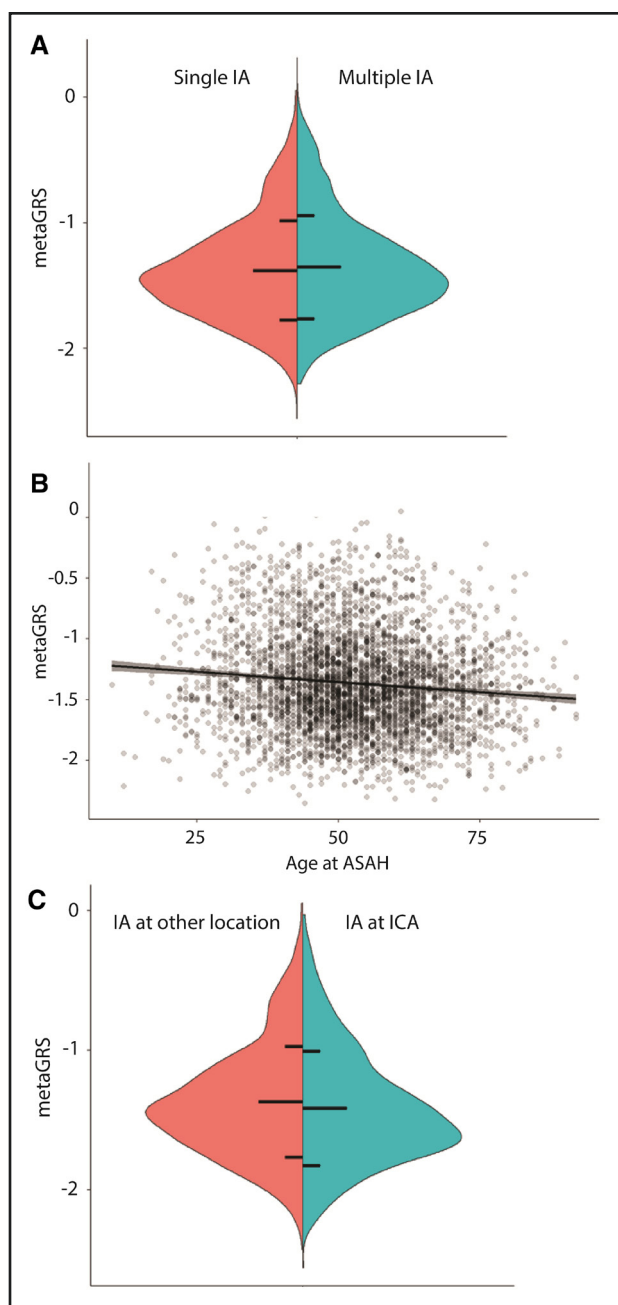 A
Single IA Multiple IA
0
-1
-2
metaGRS
B
0
-0.5
-1
-1.5
-2
metaGRS
25 50 75
Age at ASAH
C
IA at other location IA at ICA
0
-1
-2
metaGRS